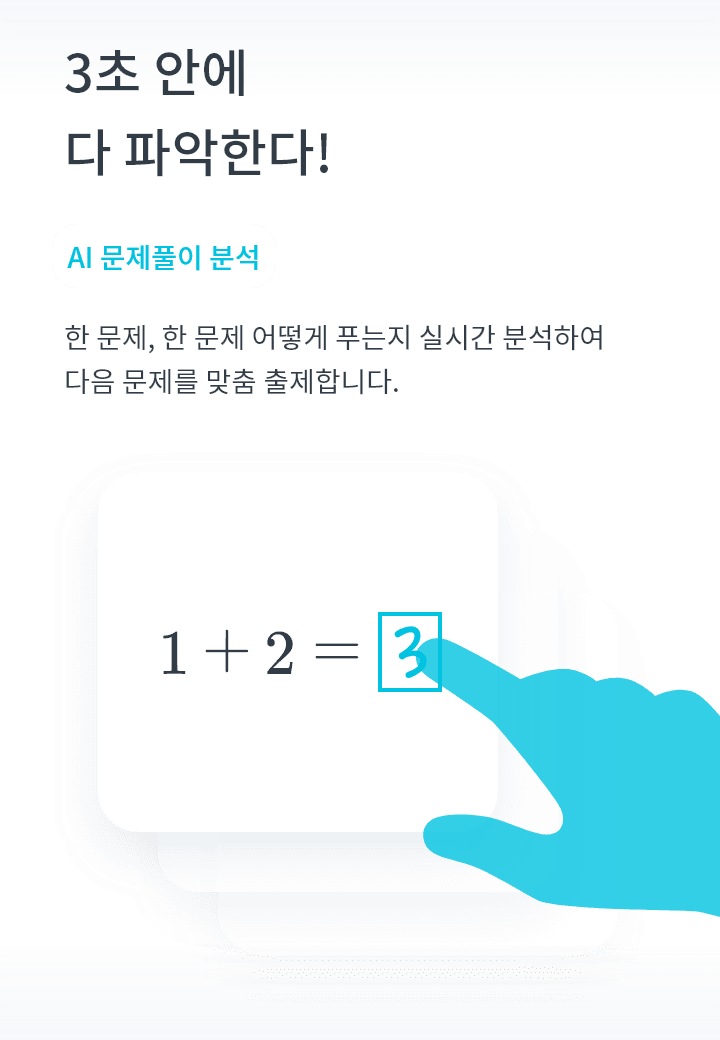 3초 안에
다 파악한다!
AI 문제풀이 분석
한 문제, 한 문제 어떻게 푸는지 실시간 분석하여
다음 문제를 맞춤 출제합니다.
1 + 2 = 3